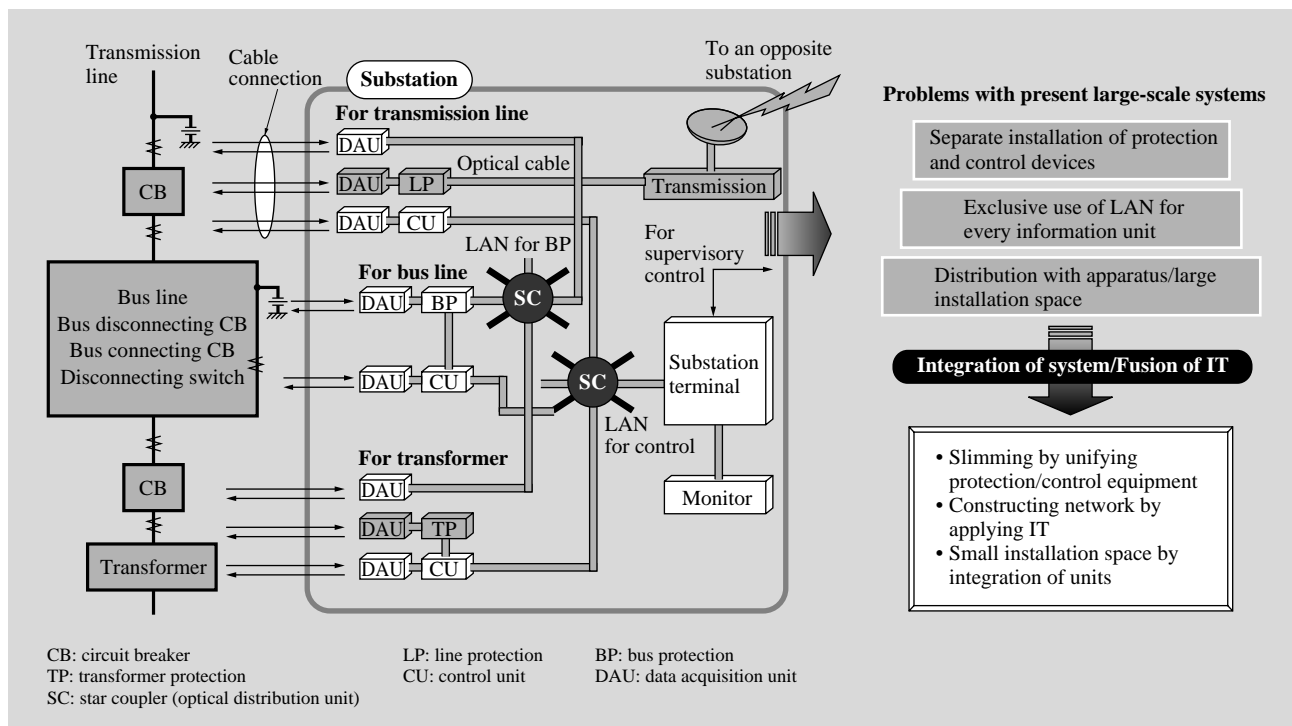 Transmission
line
Cable
connection
Substation
To an opposite
substation
For transmission line
DAU
Optical cable
DAU
LP
Transmission
CB
DAU
CU
LAN for BP
For
supervisory
control
For bus line
DAU
BP
SC
Bus line
Bus disconnecting CB
Bus connecting CB
Disconnecting switch
DAU
CU
SC
Substation
terminal
LAN
for control
For transformer
CB
DAU
Monitor
DAU
TP
Transformer
DAU
CU
Problems with present large-scale systems
Separate installation of protection
and control devices
Exclusive use of LAN for
every information unit
Distribution with apparatus/large
installation space
Integration of system/Fusion of IT
• Slimming by unifying
protection/control equipment
• Constructing network by
applying IT
• Small installation space by
integration of units
CB: circuit breaker
LP: line protection
BP: bus protection
TP: transformer protection
CU: control unit
DAU: data acquisition unit
SC: star coupler (optical distribution unit)